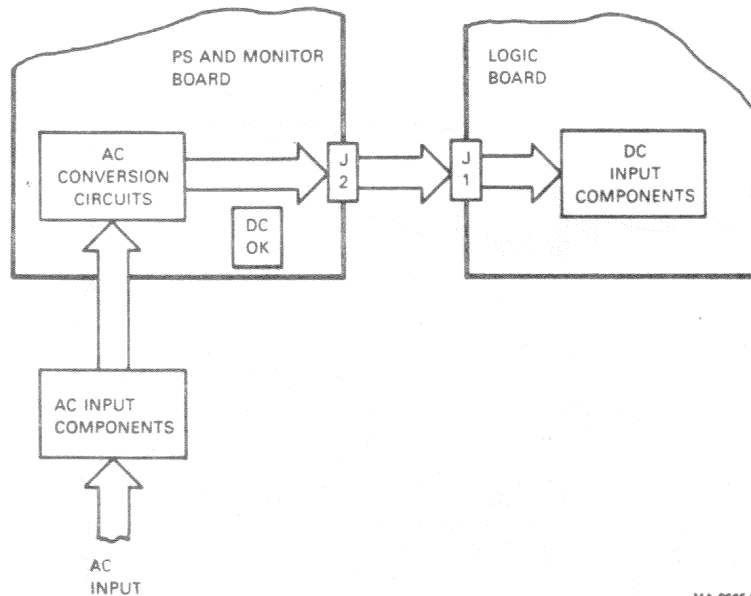 PS AND MONITOR
BOARD
LOGIC
BOARD
AC
CONVERSION
CIRCUITS
J
2
J
1
DC
INPUT
COMPONENTS
DC
OK
AC INPUT
COMPONENTS
AC
INPUT